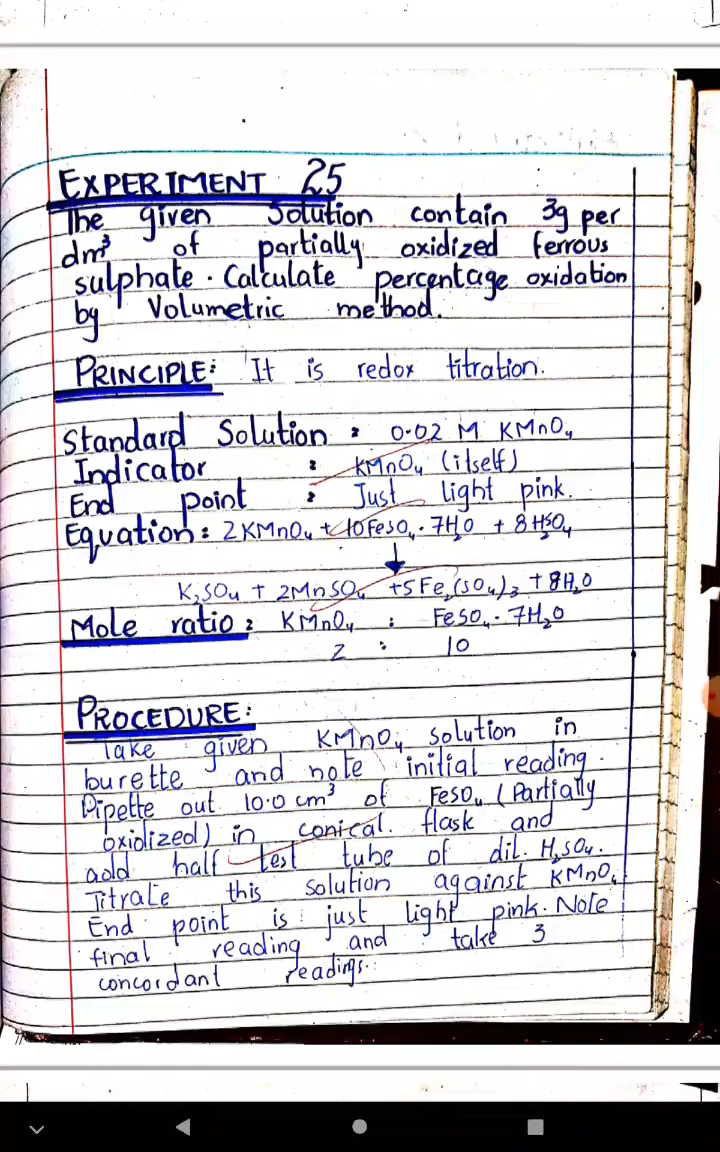 EXPERIMENT 25
The given solution contain 3g per
dm³ of partially oxidized ferrous
sulphate. Calculate percentage oxidation
by Volumetric method.
PRINCIPLE: It is redox titration.
Standard Solution : 0.02 M KMnO₄
Indicator : KMnO₄ (itself)
End point : Just light pink.
Equation: 2KMnO₄ + 10FeSO₄·7H₂O + 8H₂SO₄
↓
K₂SO₄ + 2MnSO₄ + 5Fe₂(SO₄)₃ + 8H₂O
Mole ratio: KMnO₄ : FeSO₄·7H₂O
2 : 10
PROCEDURE:
Take given KMnO₄ solution in
burette and note initial reading.
Pipette out 10.0 cm³ of FeSO₄ (Partially
oxidized) in conical flask and
add half test tube of dil. H₂SO₄.
Titrate this solution against KMnO₄
End point is just light pink. Note
final reading and take 3
concordant readings.